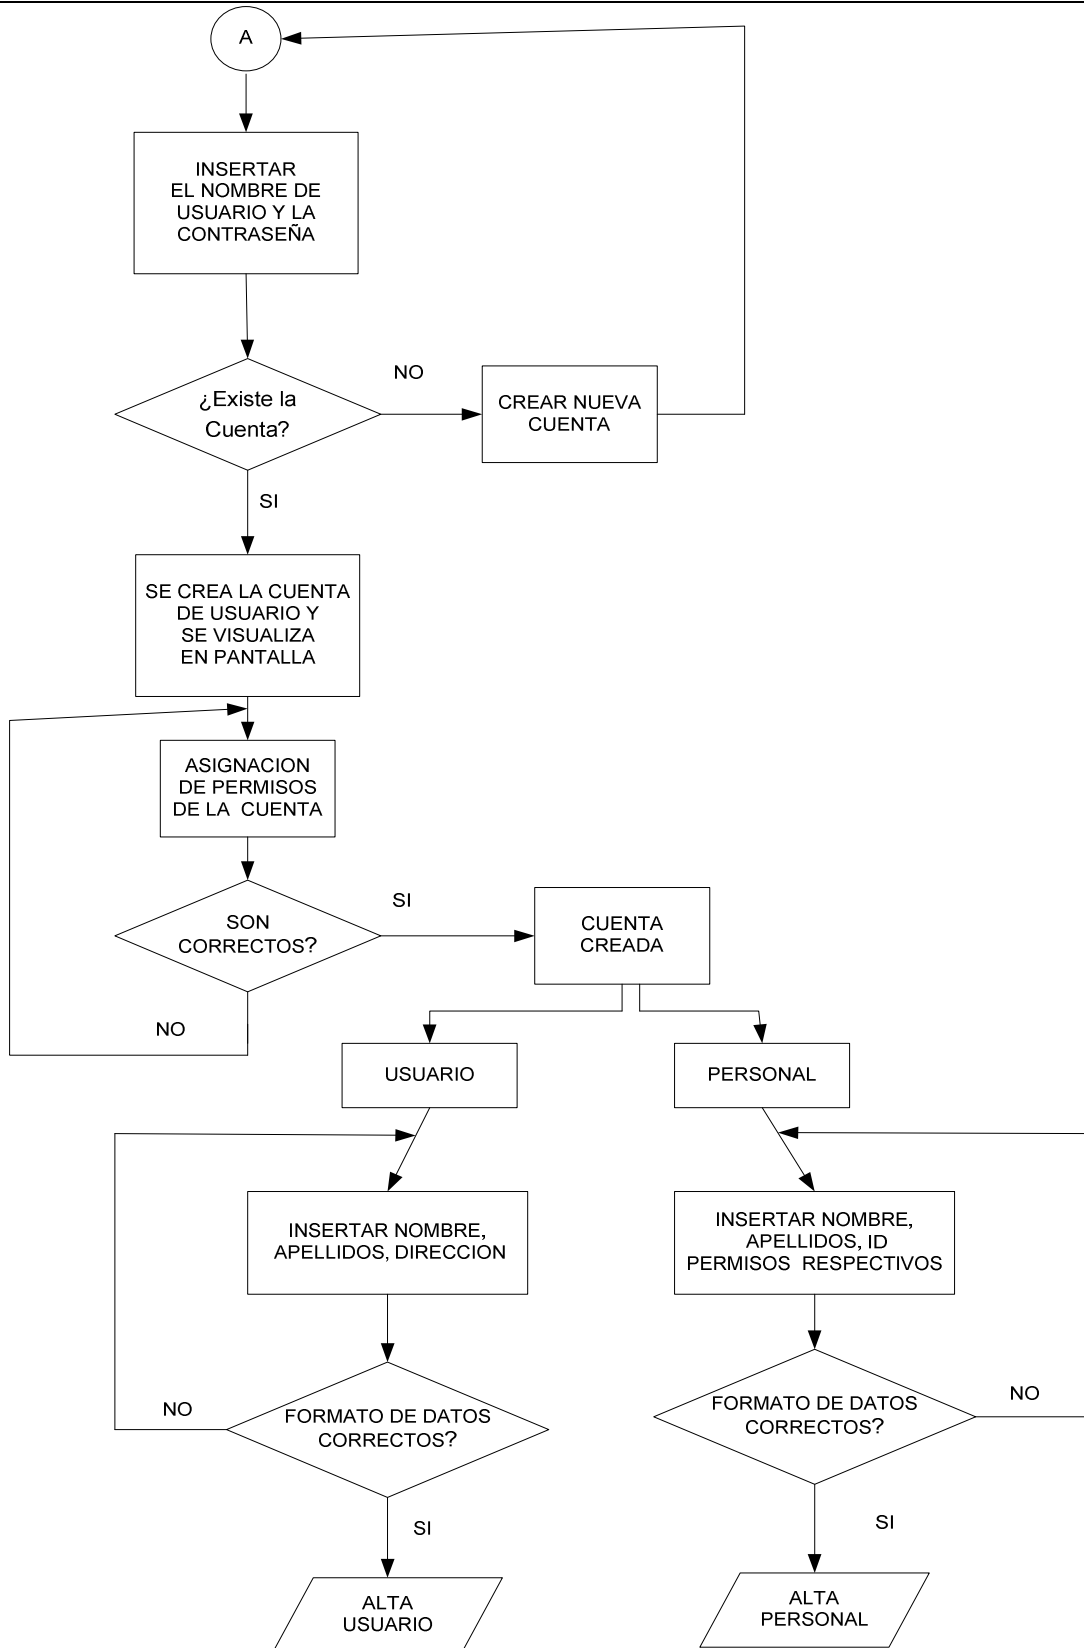 A
INSERTAR
EL NOMBRE DE
USUARIO Y LA
CONTRASEÑA
¿Existe la
Cuenta?
NO
CREAR NUEVA
CUENTA
SI
SE CREA LA CUENTA
DE USUARIO Y
SE VISUALIZA
EN PANTALLA
ASIGNACION
DE PERMISOS
DE LA CUENTA
SON
CORRECTOS?
SI
CUENTA
CREADA
NO
USUARIO
PERSONAL
INSERTAR NOMBRE,
APELLIDOS, DIRECCION
INSERTAR NOMBRE,
APELLIDOS, ID
PERMISOS RESPECTIVOS
NO
FORMATO DE DATOS
CORRECTOS?
FORMATO DE DATOS
CORRECTOS?
NO
SI
SI
ALTA
USUARIO
ALTA
PERSONAL